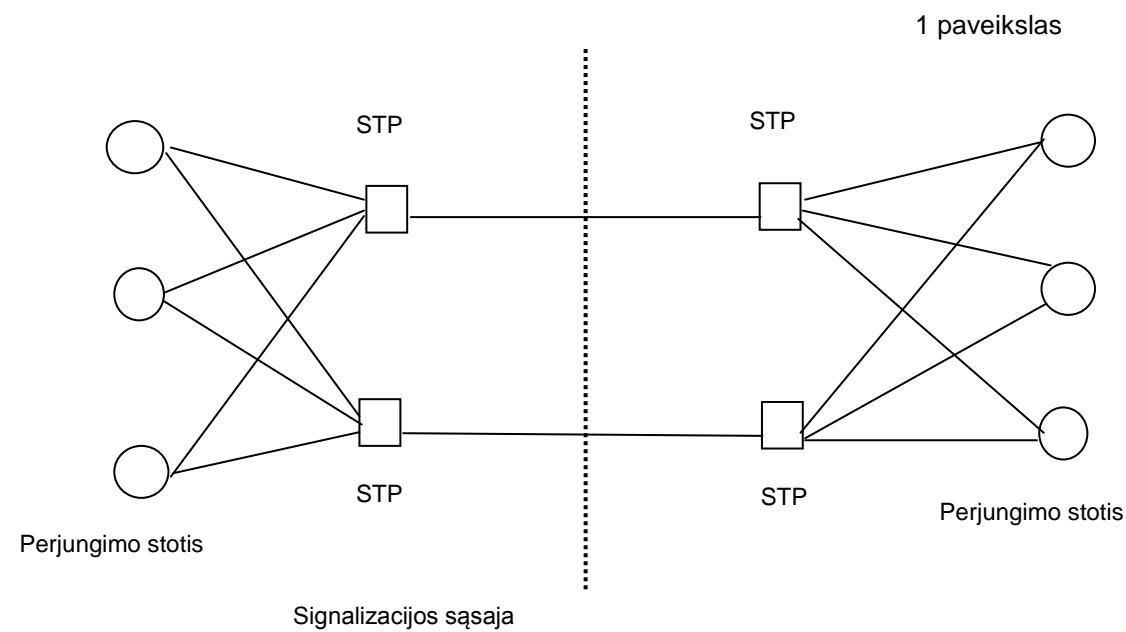 1 paveikslas
STP
STP
STP
STP
Perjungimo stotis
Perjungimo stotis
Signalizacijos sąsaja